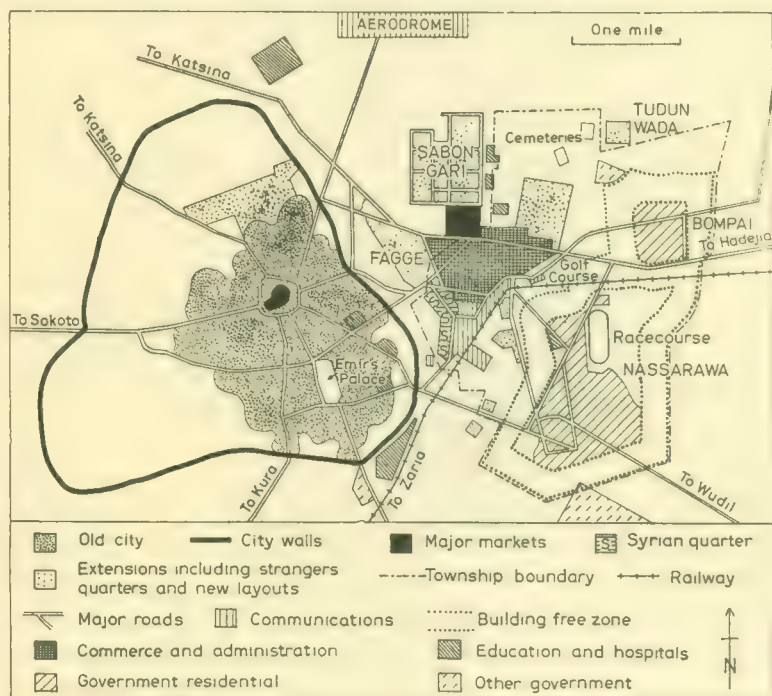 AERODROME
One mile
To Katsina
To Katsina
TUDUN
WADA
Cemeteries
SABON
GARI
BOMPAI
To Hadejia
FAGGE
Golf
Course
To Sokoto
Racecourse
Emir's
Palace
NASSARAWA
To Kura
To Zaria
To Wudil
Old city
City walls
Major markets
S
Syrian quarter
Extensions including strangers
quarters and new layouts
Township boundary
Railway
Major roads
Communications
Building free zone
Commerce and administration
Education and hospitals
N
Government residential
Other government